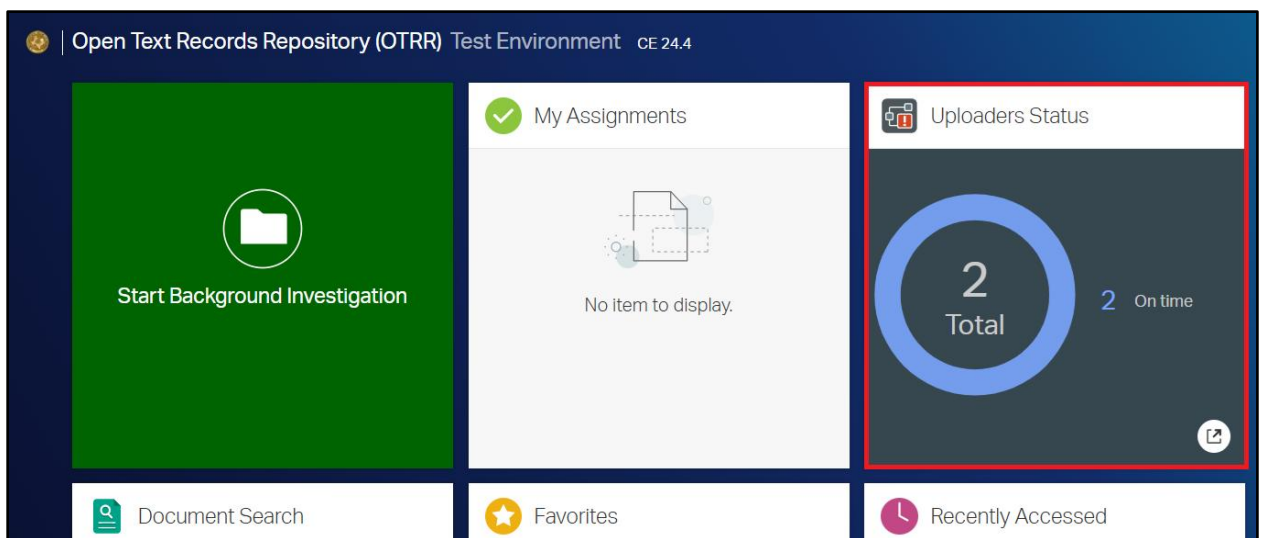 Open Text Records Repository (OTRR) Test Environment CE 24.4
My Assignments
Uploaders Status
Start Background Investigation
No item to display.
2
Total
2 On time
Document Search
Favorites
Recently Accessed